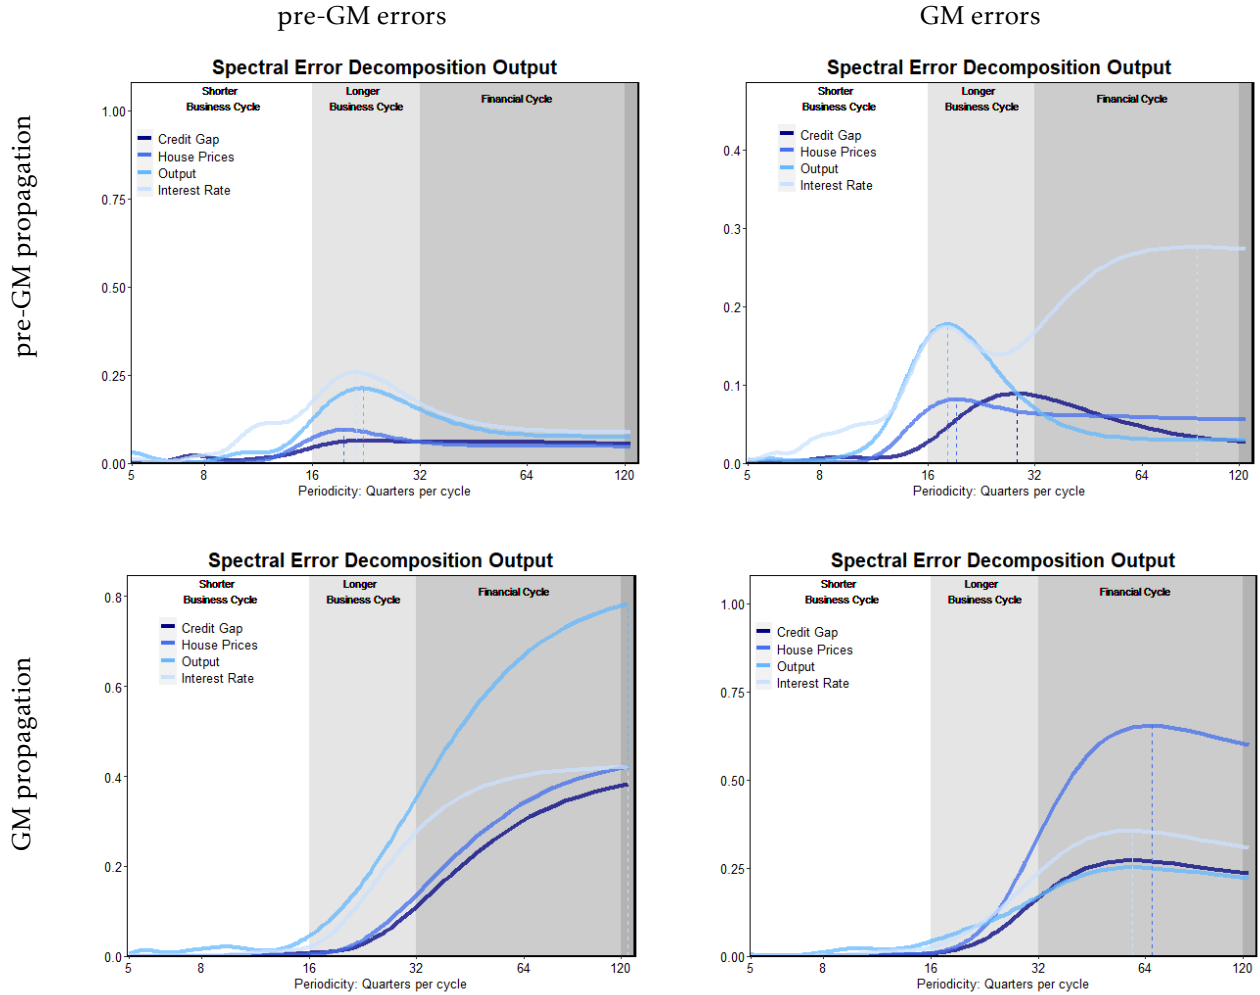 pre-GM errors
GM errors
pre-GM propagation
Spectral Error Decomposition Output
Shorter
Business Cycle
Longer
Business Cycle
Financial Cycle
1.00
0.75
0.50
0.25
0.00
Credit Gap
House Prices
Output
Interest Rate
5 8 16 32 64 120
Periodicity: Quarters per cycle
Spectral Error Decomposition Output
Shorter
Business Cycle
Longer
Business Cycle
Financial Cycle
0.4
0.3
0.2
0.1
0.0
Credit Gap
House Prices
Output
Interest Rate
5 8 16 32 64 120
Periodicity: Quarters per cycle
GM propagation
Spectral Error Decomposition Output
Shorter
Business Cycle
Longer
Business Cycle
Financial Cycle
0.8
0.6
0.4
0.2
0.0
Credit Gap
House Prices
Output
Interest Rate
5 8 16 32 64 120
Periodicity: Quarters per cycle
Spectral Error Decomposition Output
Shorter
Business Cycle
Longer
Business Cycle
Financial Cycle
1.00
0.75
0.50
0.25
0.00
Credit Gap
House Prices
Output
Interest Rate
5 8 16 32 64 120
Periodicity: Quarters per cycle